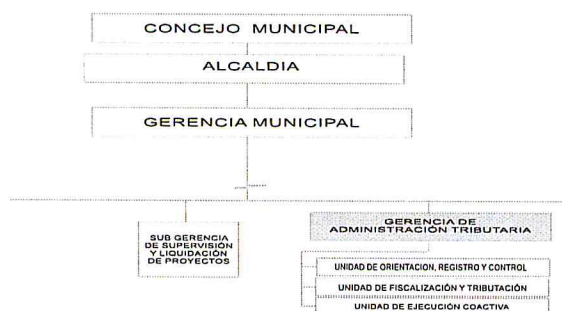 CONCEJO MUNICIPAL
ALCALDIA
GERENCIA MUNICIPAL
SUB GERENCIA
DE SUPERVISIÓN
Y LIQUIDACIÓN
DE PROYECTOS
GERENCIA DE
ADMINISTRACIÓN TRIBUTARIA
UNIDAD DE ORIENTACION, REGISTRO Y CONTROL
UNIDAD DE FISCALIZACIÓN Y TRIBUTACIÓN
UNIDAD DE EJECUCIÓN COACTIVA